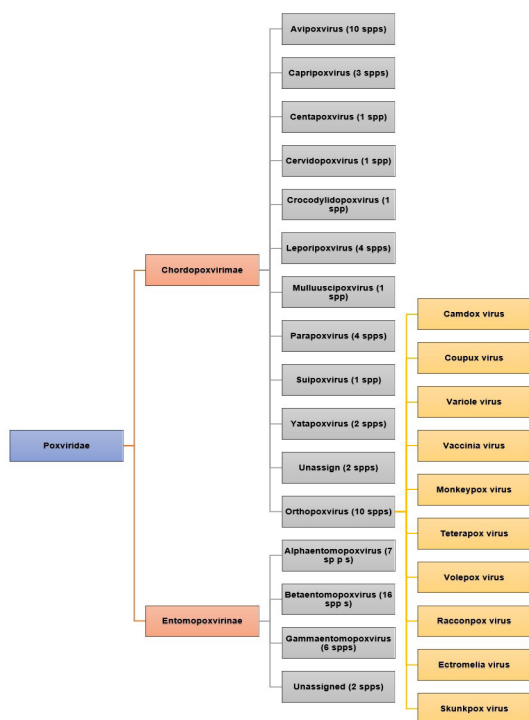 Avipoxvirus (10 spps)
Capripoxvirus (3 spps)
Centapoxvirus (1 spp)
Cervidopoxvirus (1 spp)
Crocodylidopoxvirus (1
spp)
Chordopoxvirimae
Leporipoxvirus (4 spps)
Mulluuscipoxvirus (1
spp)
Camdox virus
Parapoxvirus (4 spps)
Coupux virus
Suipoxvirus (1 spp)
Variole virus
Yatapoxvirus (2 spps)
Poxviridae
Vaccinia virus
Unassign (2 spps)
Monkeypox virus
Orthopoxvirus (10 spps)
Teterapox virus
Alphaentomopoxvirus (7
sp p s)
Volepox virus
Betaentomopoxvirus (16
spp s)
Entomopoxvirinae
Racconpox virus
Gammaentomopoxvirus
(6 spps)
Ectromelia virus
Unassigned (2 spps)
Skunkpox virus